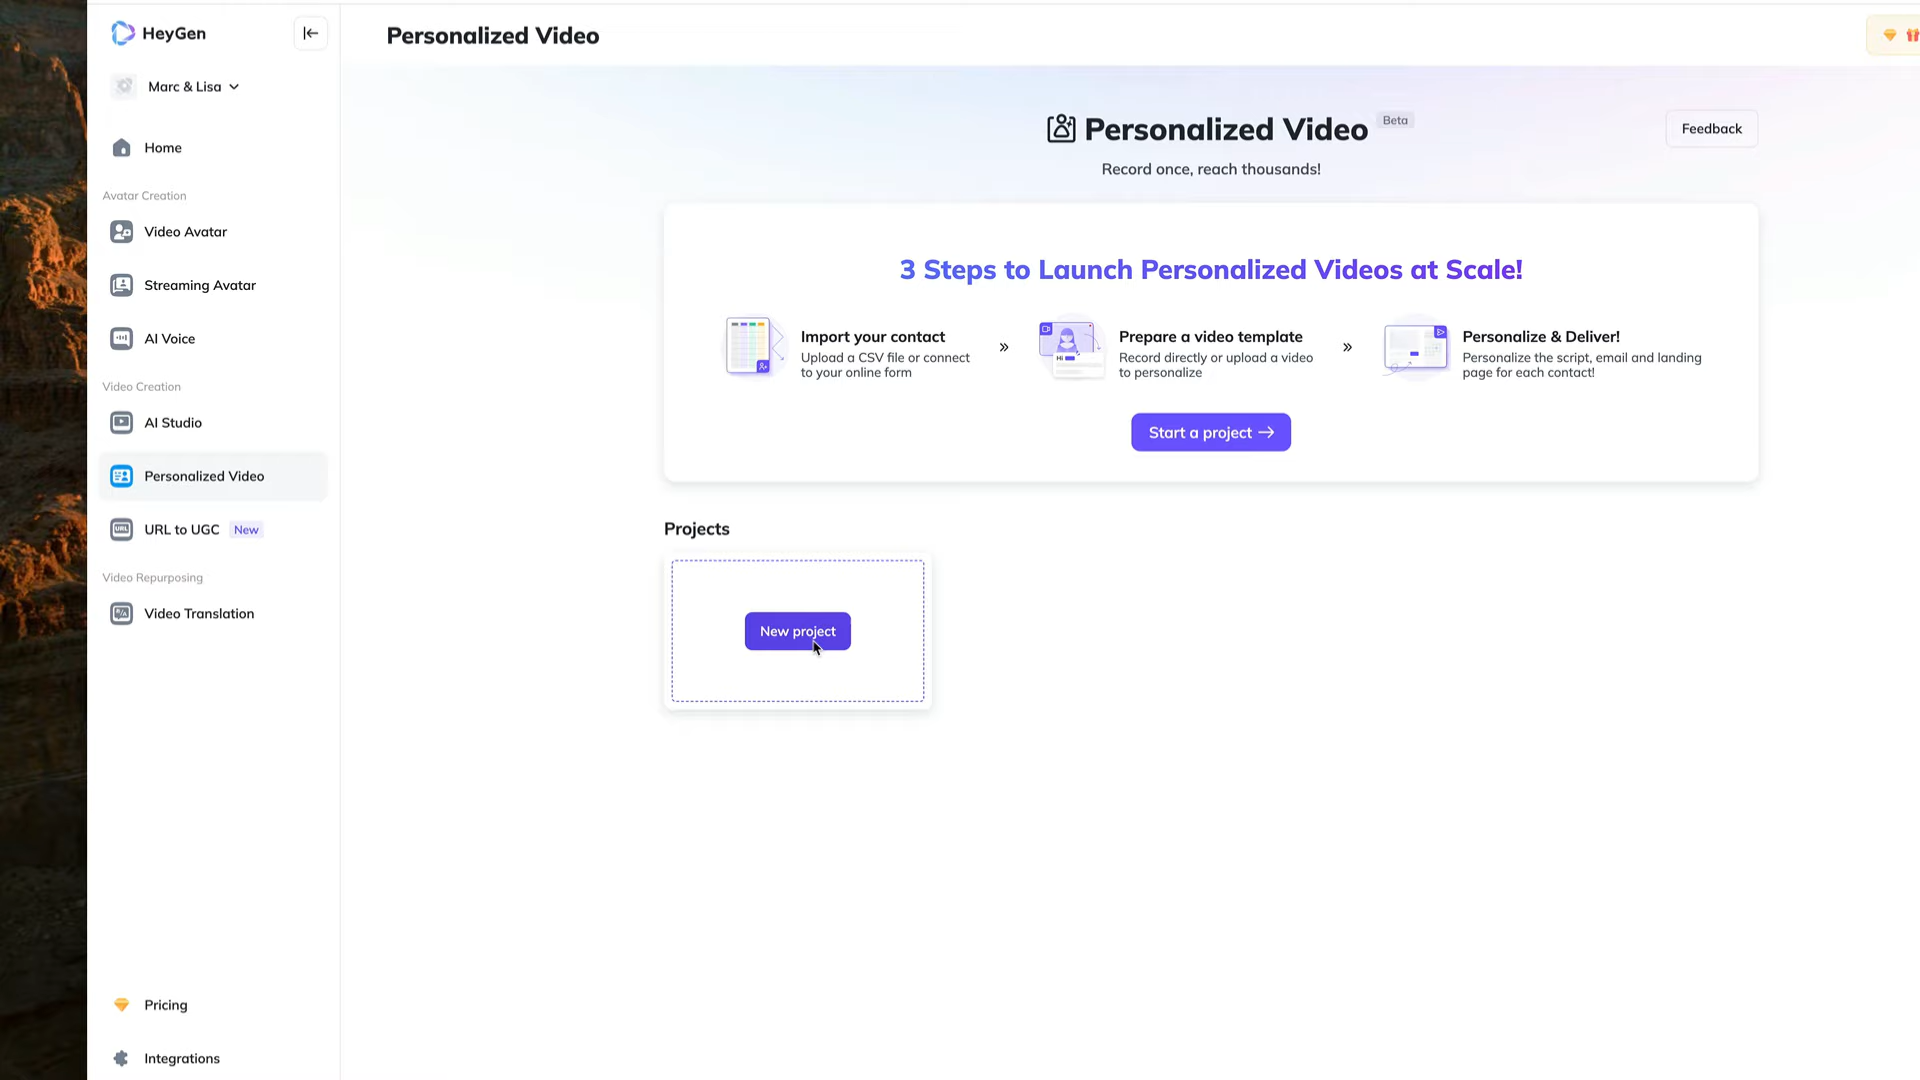 HeyGen
Personalized Video
Marc & Lisa
Home
Avatar Creation
Video Avatar
Streaming Avatar
AI Voice
Video Creation
AI Studio
Personalized Video
URL to UGC New
Video Repurposing
Video Translation
Pricing
Integrations
Personalized Video Beta
Feedback
Record once, reach thousands!
3 Steps to Launch Personalized Videos at Scale!
Import your contact
Upload a CSV file or connect
to your online form
»
Hi
Prepare a video template
Record directly or upload a video
to personalize
»
Personalize & Deliver!
Personalize the script, email and landing
page for each contact!
Start a project →
Projects
New project